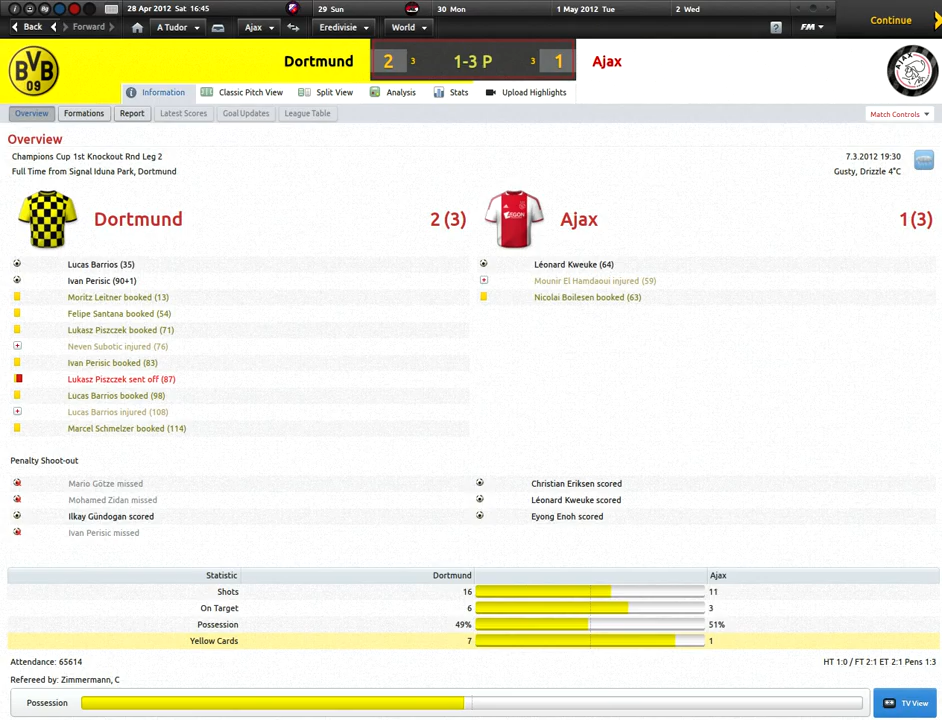 28 Apr 2012 Sat 16:45
29 Sun
30 Mon
1 May 2012 Tue
2 Wed
Back
Forward
A Tudor
Ajax
Eredivisie
World
?
FM
Continue
BVB 09
Dortmund
2
3
1-3 P
3
1
Ajax
Information
Classic Pitch View
Split View
Analysis
Stats
Upload Highlights
Overview
Formations
Report
Latest Scores
Goal Updates
League Table
Match Controls
Overview
Champions Cup 1st Knockout Rnd Leg 2
7.3.2012 19:30
Full Time from Signal Iduna Park, Dortmund
Gusty, Drizzle 4°C
Dortmund
2 (3)
AEGON
Ajax
1(3)
Lucas Barrios (35)
Ivan Perisic (90+1)
Moritz Leitner booked (13)
Felipe Santana booked (54)
Lukasz Piszczek booked (71)
Neven Subotic injured (76)
Ivan Perisic booked (83)
Lukasz Piszczek sent off (87)
Lucas Barrios booked (98)
Lucas Barrios injured (108)
Marcel Schmelzer booked (114)
Léonard Kweuke (64)
Mounir El Hamdaoui injured (59)
Nicolai Boilesen booked (63)
Penalty Shoot-out
Mario Götze missed
Mohamed Zidan missed
Ilkay Gündogan scored
Ivan Perisic missed
Christian Eriksen scored
Léonard Kweuke scored
Eyong Enoh scored
Statistic Dortmund Ajax
Shots 16 11
On Target 6 3
Possession 49% 51%
Yellow Cards 7 1
Attendance: 65614
HT 1:0 / FT 2:1 ET 2:1 Pens 1:3
Refereed by: Zimmermann, C
Possession
TV View